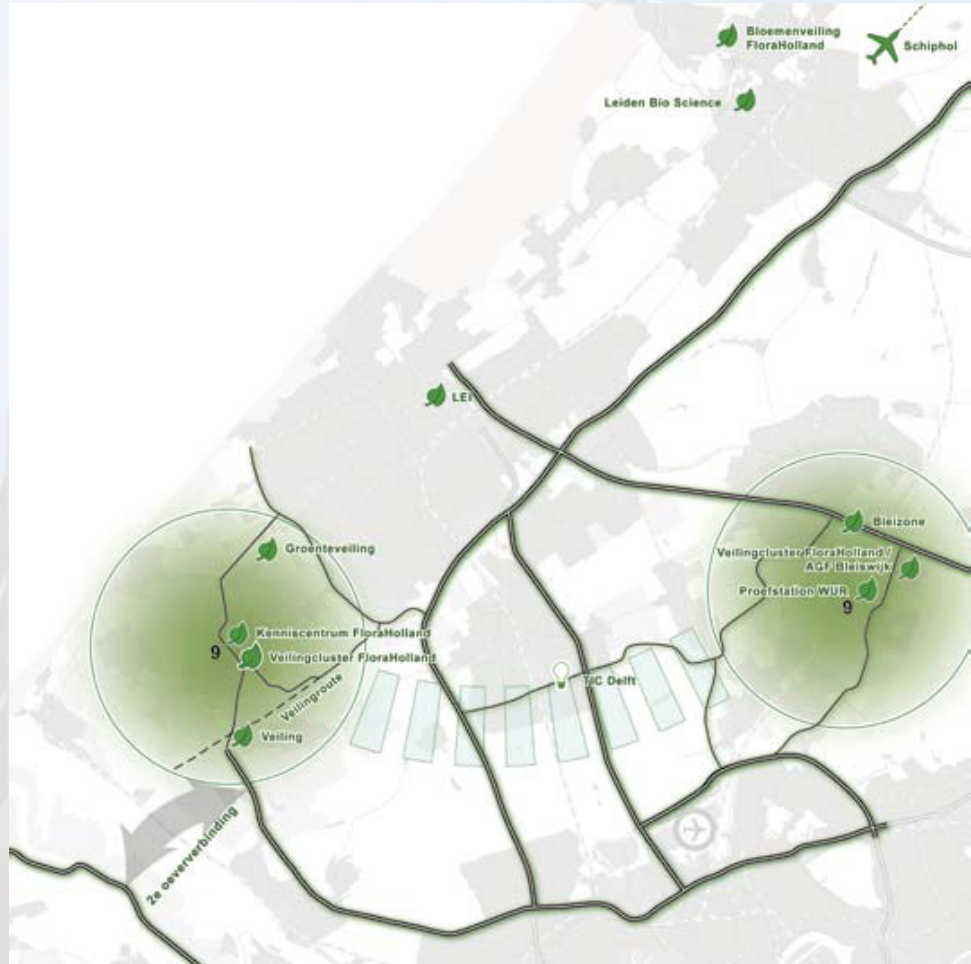 Bloemenveiling
FloraHolland
Schiphol
Leiden Bio Science
LEI
Bleizone
Groenteveiling
Veilingcluster FloraHolland /
AGF Bleiswijk
Proefstation WUR
9
Kenniscentrum FloraHolland
9
Veilingcluster FloraHolland
TIC Delft
Veilingroute
Veiling
2e oeververbinding